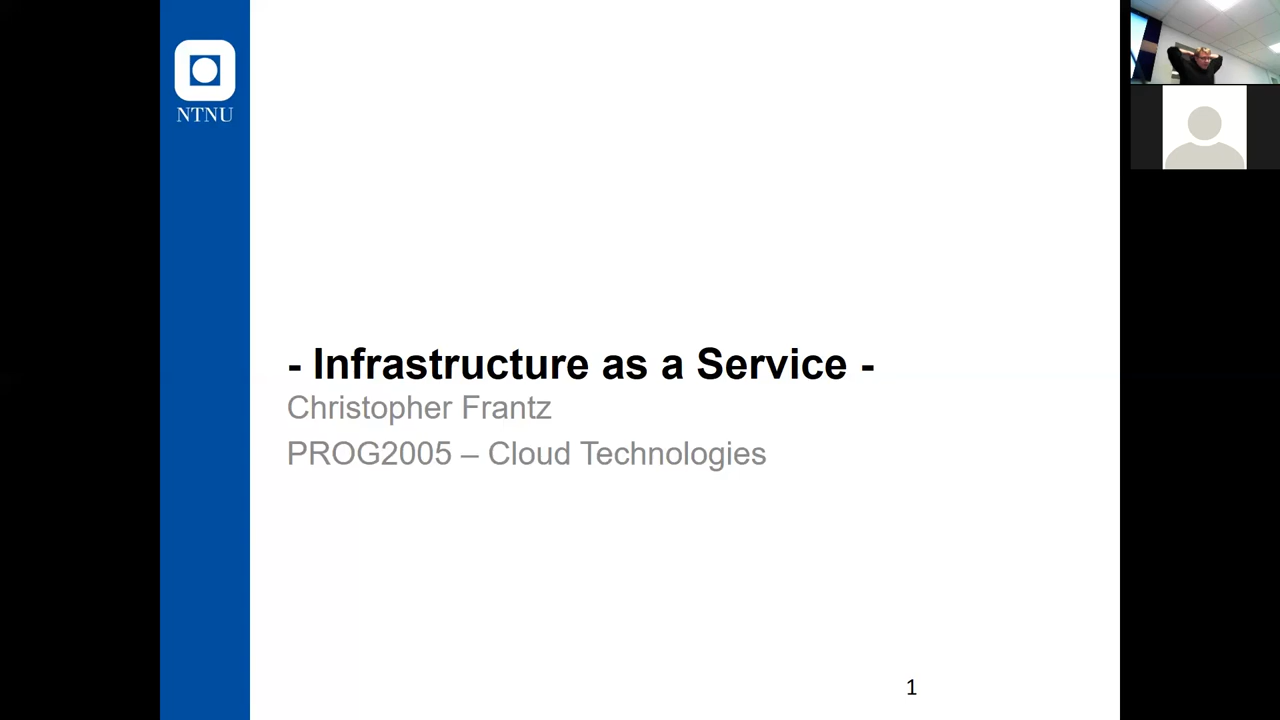 NTNU
- Infrastructure as a Service -
Christopher Frantz
PROG2005 – Cloud Technologies
1